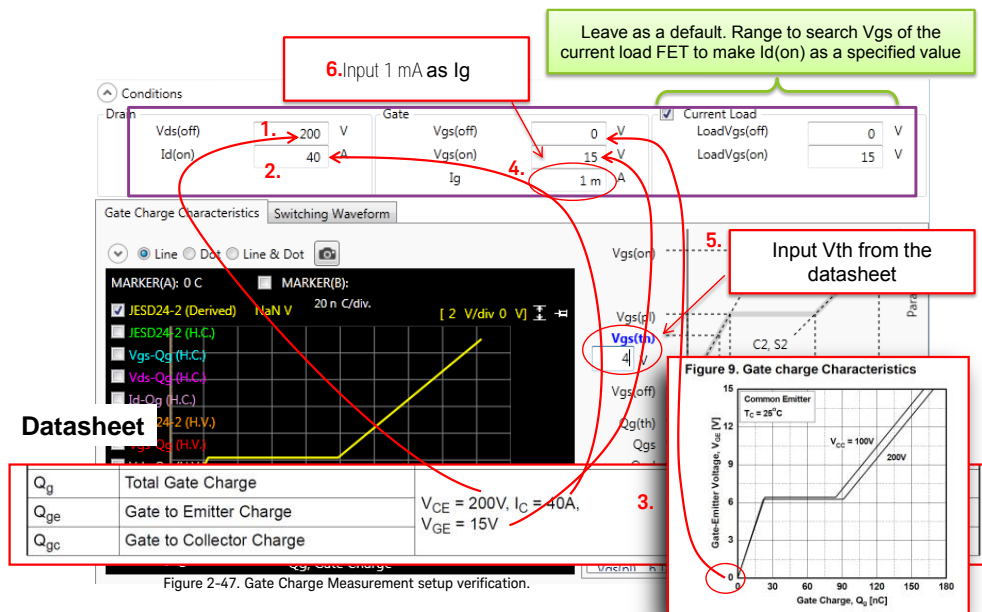 Leave as a default. Range to search Vgs of the
current load FET to make Id(on) as a specified value
6.Input 1 mA as Ig
Conditions
Drain
Vds(off)
1.
200
V
Id(on)
40
A
2.
Gate
Vgs(off)
0
V
Vgs(on)
15
V
4.
Ig
1 m
A
Current Load
LoadVgs(off)
0
V
LoadVgs(on)
15
V
Gate Charge Characteristics
Switching Waveform
Line
Dot
Line & Dot
MARKER(A): 0 C
MARKER(B):
JESD24-2 (Derived)
NaN V
20 n C/div.
[ 2 V/div 0 V]
JESD24-2 (H.C.)
Vgs-Qg (H.C.)
Vds-Qg (H.C.)
Id-Qg (H.C.)
24-2 (H.V.)
(H.V.)
Vgs(on)
5.
Input Vth from the
datasheet
Vgs(pl)
Vgs(th)
4
V
C2, S2
Para
Vgs(off)
Qg(th)
Qgs
Datasheet
Qg Total Gate Charge
Qge Gate to Emitter Charge
Qgc Gate to Collector Charge
VCE = 200V, IC = 40A,
VGE = 15V
3.
Figure 9. Gate charge Characteristics
Common Emitter
TC = 25°C
VCC = 100V
200V
15
12
9
6
3
0
Gate-Emitter Voltage, VGE [V]
0 30 60 90 120 150 180
Gate Charge, Qg [nC]
Qg, Gate Charge
Figure 2-47. Gate Charge Measurement setup verification.